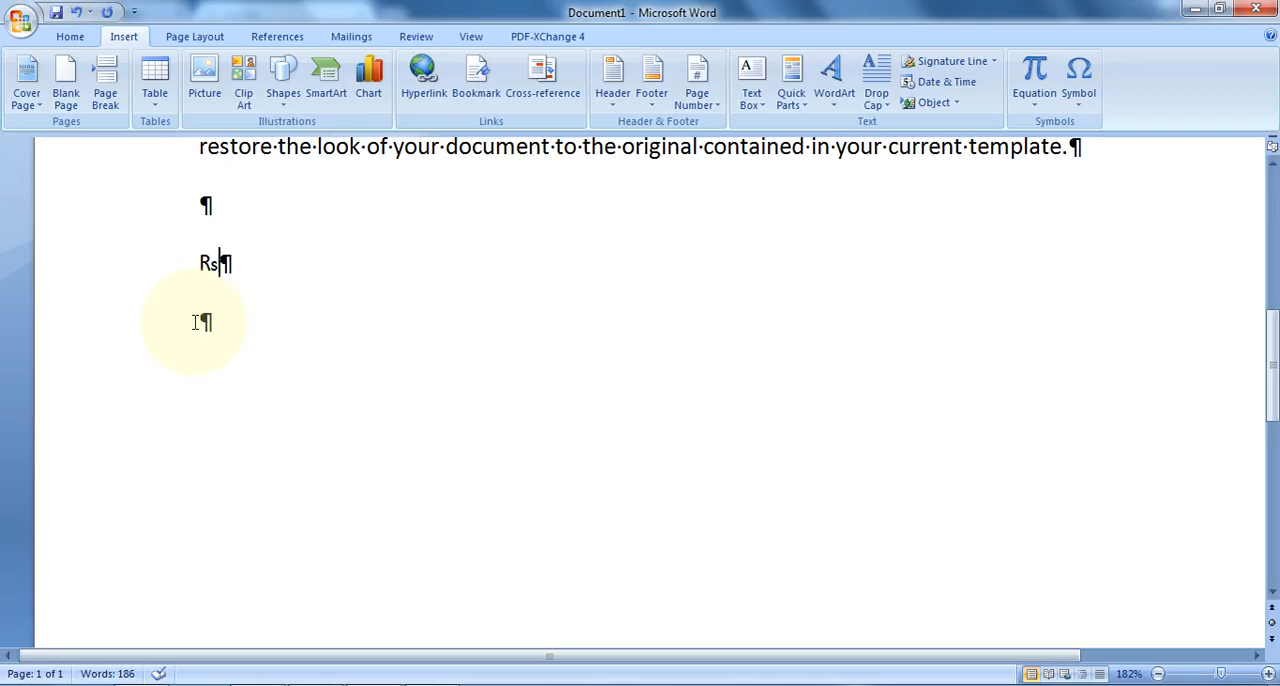 Document1 - Microsoft Word
Home Insert Page Layout References Mailings Review View PDF-XChange 4
Cover Page Blank Page Page Break Table Picture Clip Art Shapes SmartArt Chart Hyperlink Bookmark Cross-reference Header Footer Page Number Text Box Quick Parts WordArt Drop Cap Signature Line Date & Time Object Equation Symbol
Pages Tables Illustrations Links Header & Footer Text Symbols
restore·the·look·of·your·document·to·the·original·contained·in·your·current·template.¶
¶
Rs¶
¶
Page: 1 of 1 Words: 186 182%